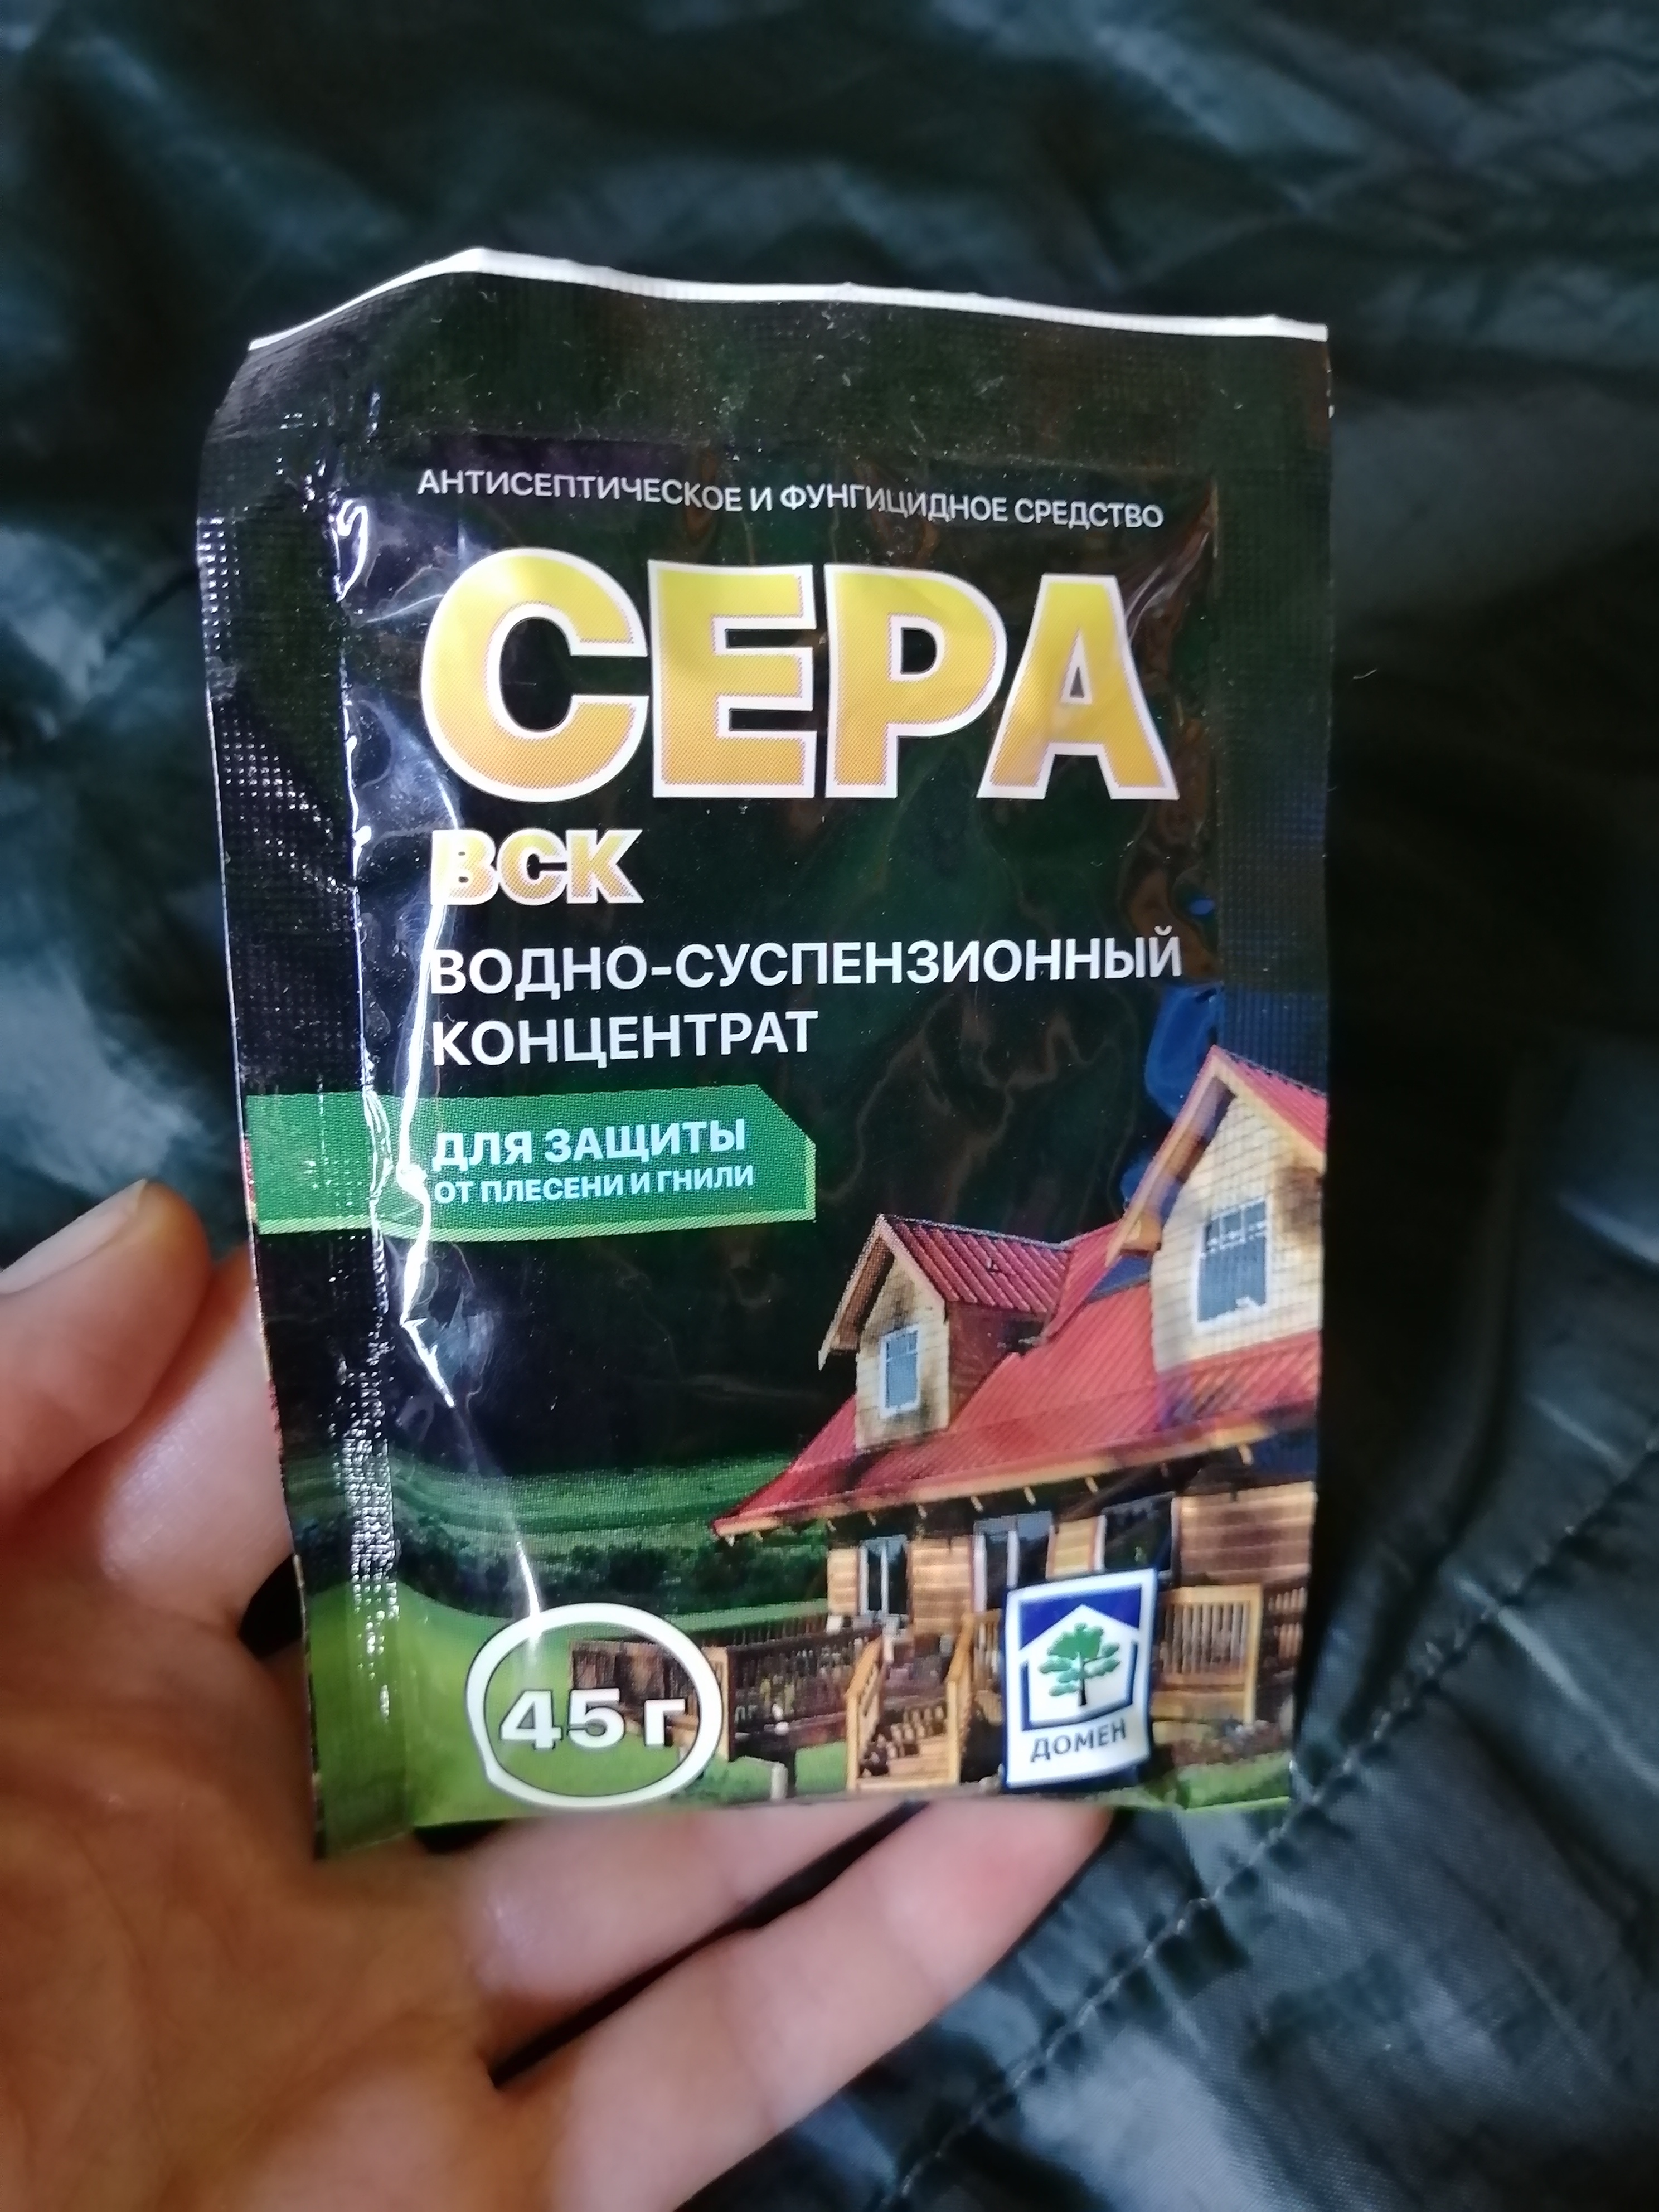 АНТИСЕПТИЧЕСКОЕ И ФУНГИЦИДНОЕ СРЕДСТВО
СЕРА
ВСК
ВОДНО-СУСПЕНЗИОННЫЙ
КОНЦЕНТРАТ
ДЛЯ ЗАЩИТЫ
ОТ ПЛЕСЕНИ И ГНИЛИ
45 г
ДОМЕН